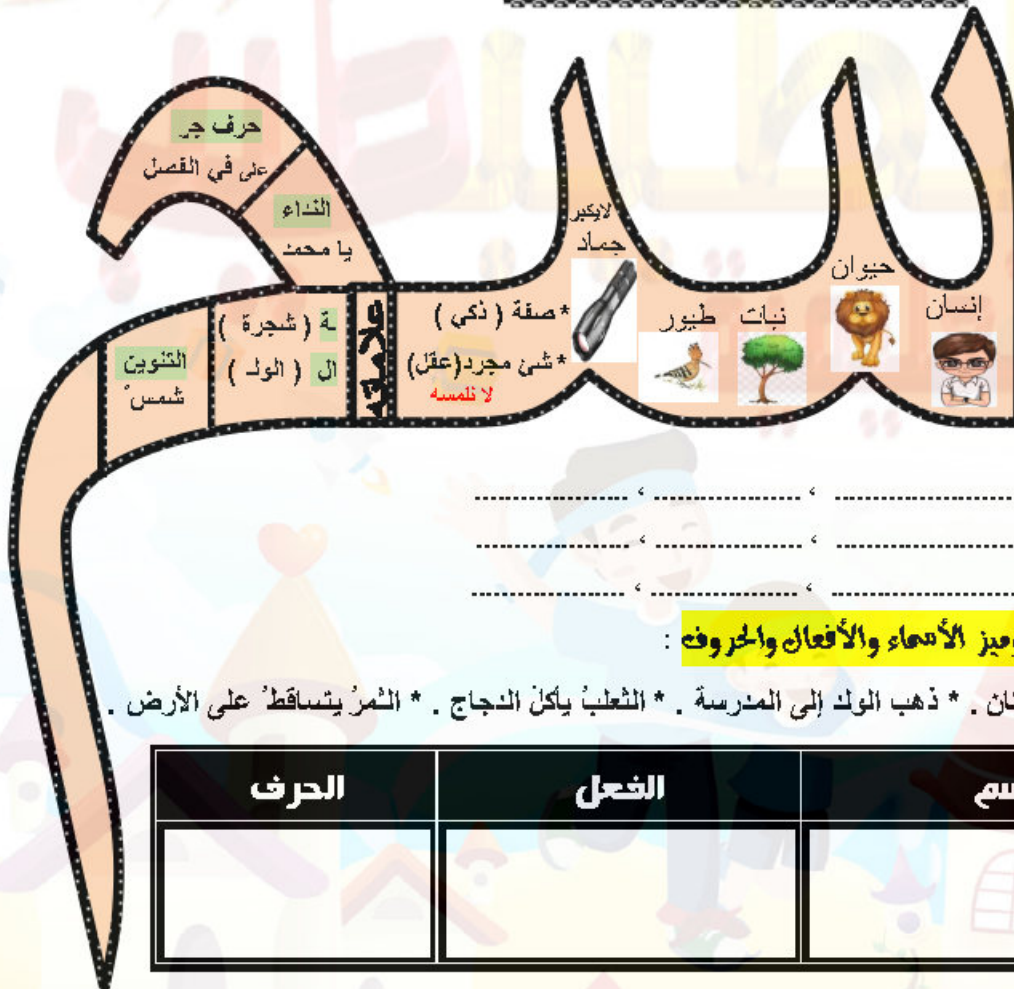 إنسان
حيوان
نبات
طيور
لايكبر
جماد
*صفة ( ذكي )
* شئ مجرد(عقل)
لا نلمسه
علاماته
ـة ( شجرة )
ال ( الولد )
التنوين
شمسٌ
النداء
يا محمد
حرف جر
على في الفصل
..................... ، ................... ، ....................
..................... ، ................... ، ....................
..................... ، ................... ، ....................
وميز الأسماء والأفعال والحروف :
* ذهب الولد إلى المدرسة . * الثعلبُ يأكلُ الدجاج . * الثمرُ يتساقطُ على الأرض .
الفعل الحرف